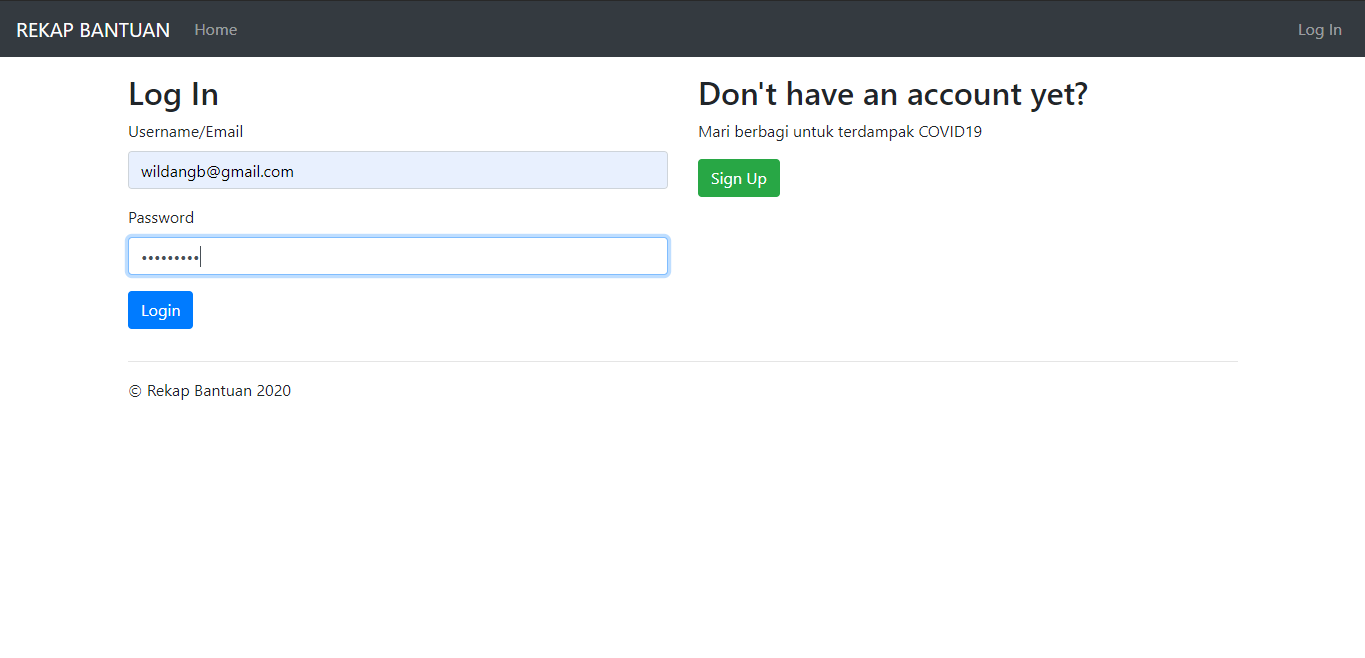 REKAP BANTUAN Home Log In
Log In
Username/Email
wildangb@gmail.com
Password
•••••••••
Login
Don't have an account yet?
Mari berbagi untuk terdampak COVID19
Sign Up
© Rekap Bantuan 2020